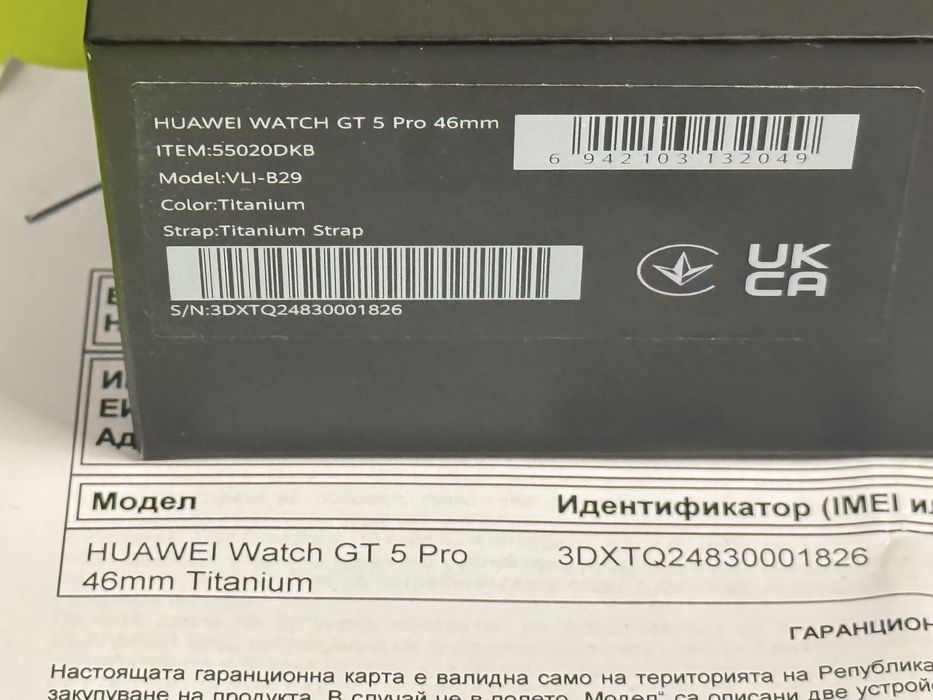 HUAWEI WATCH GT 5 Pro 46mm
ITEM:55020DKB
Model:VLI-B29
Color:Titanium
Strap:Titanium Strap
S/N:3DXTQ24830001826
6 942103 132049
UK
CA
Модел
Идентификатор (IMEI
HUAWEI Watch GT 5 Pro
46mm Titanium
3DXTQ24830001826
ГАРАНЦИОН
Настоящата гаранционна карта е валидна само на територията на Република
закупуване на продукта. В случай че в полето „Модел“ са описани две устрой